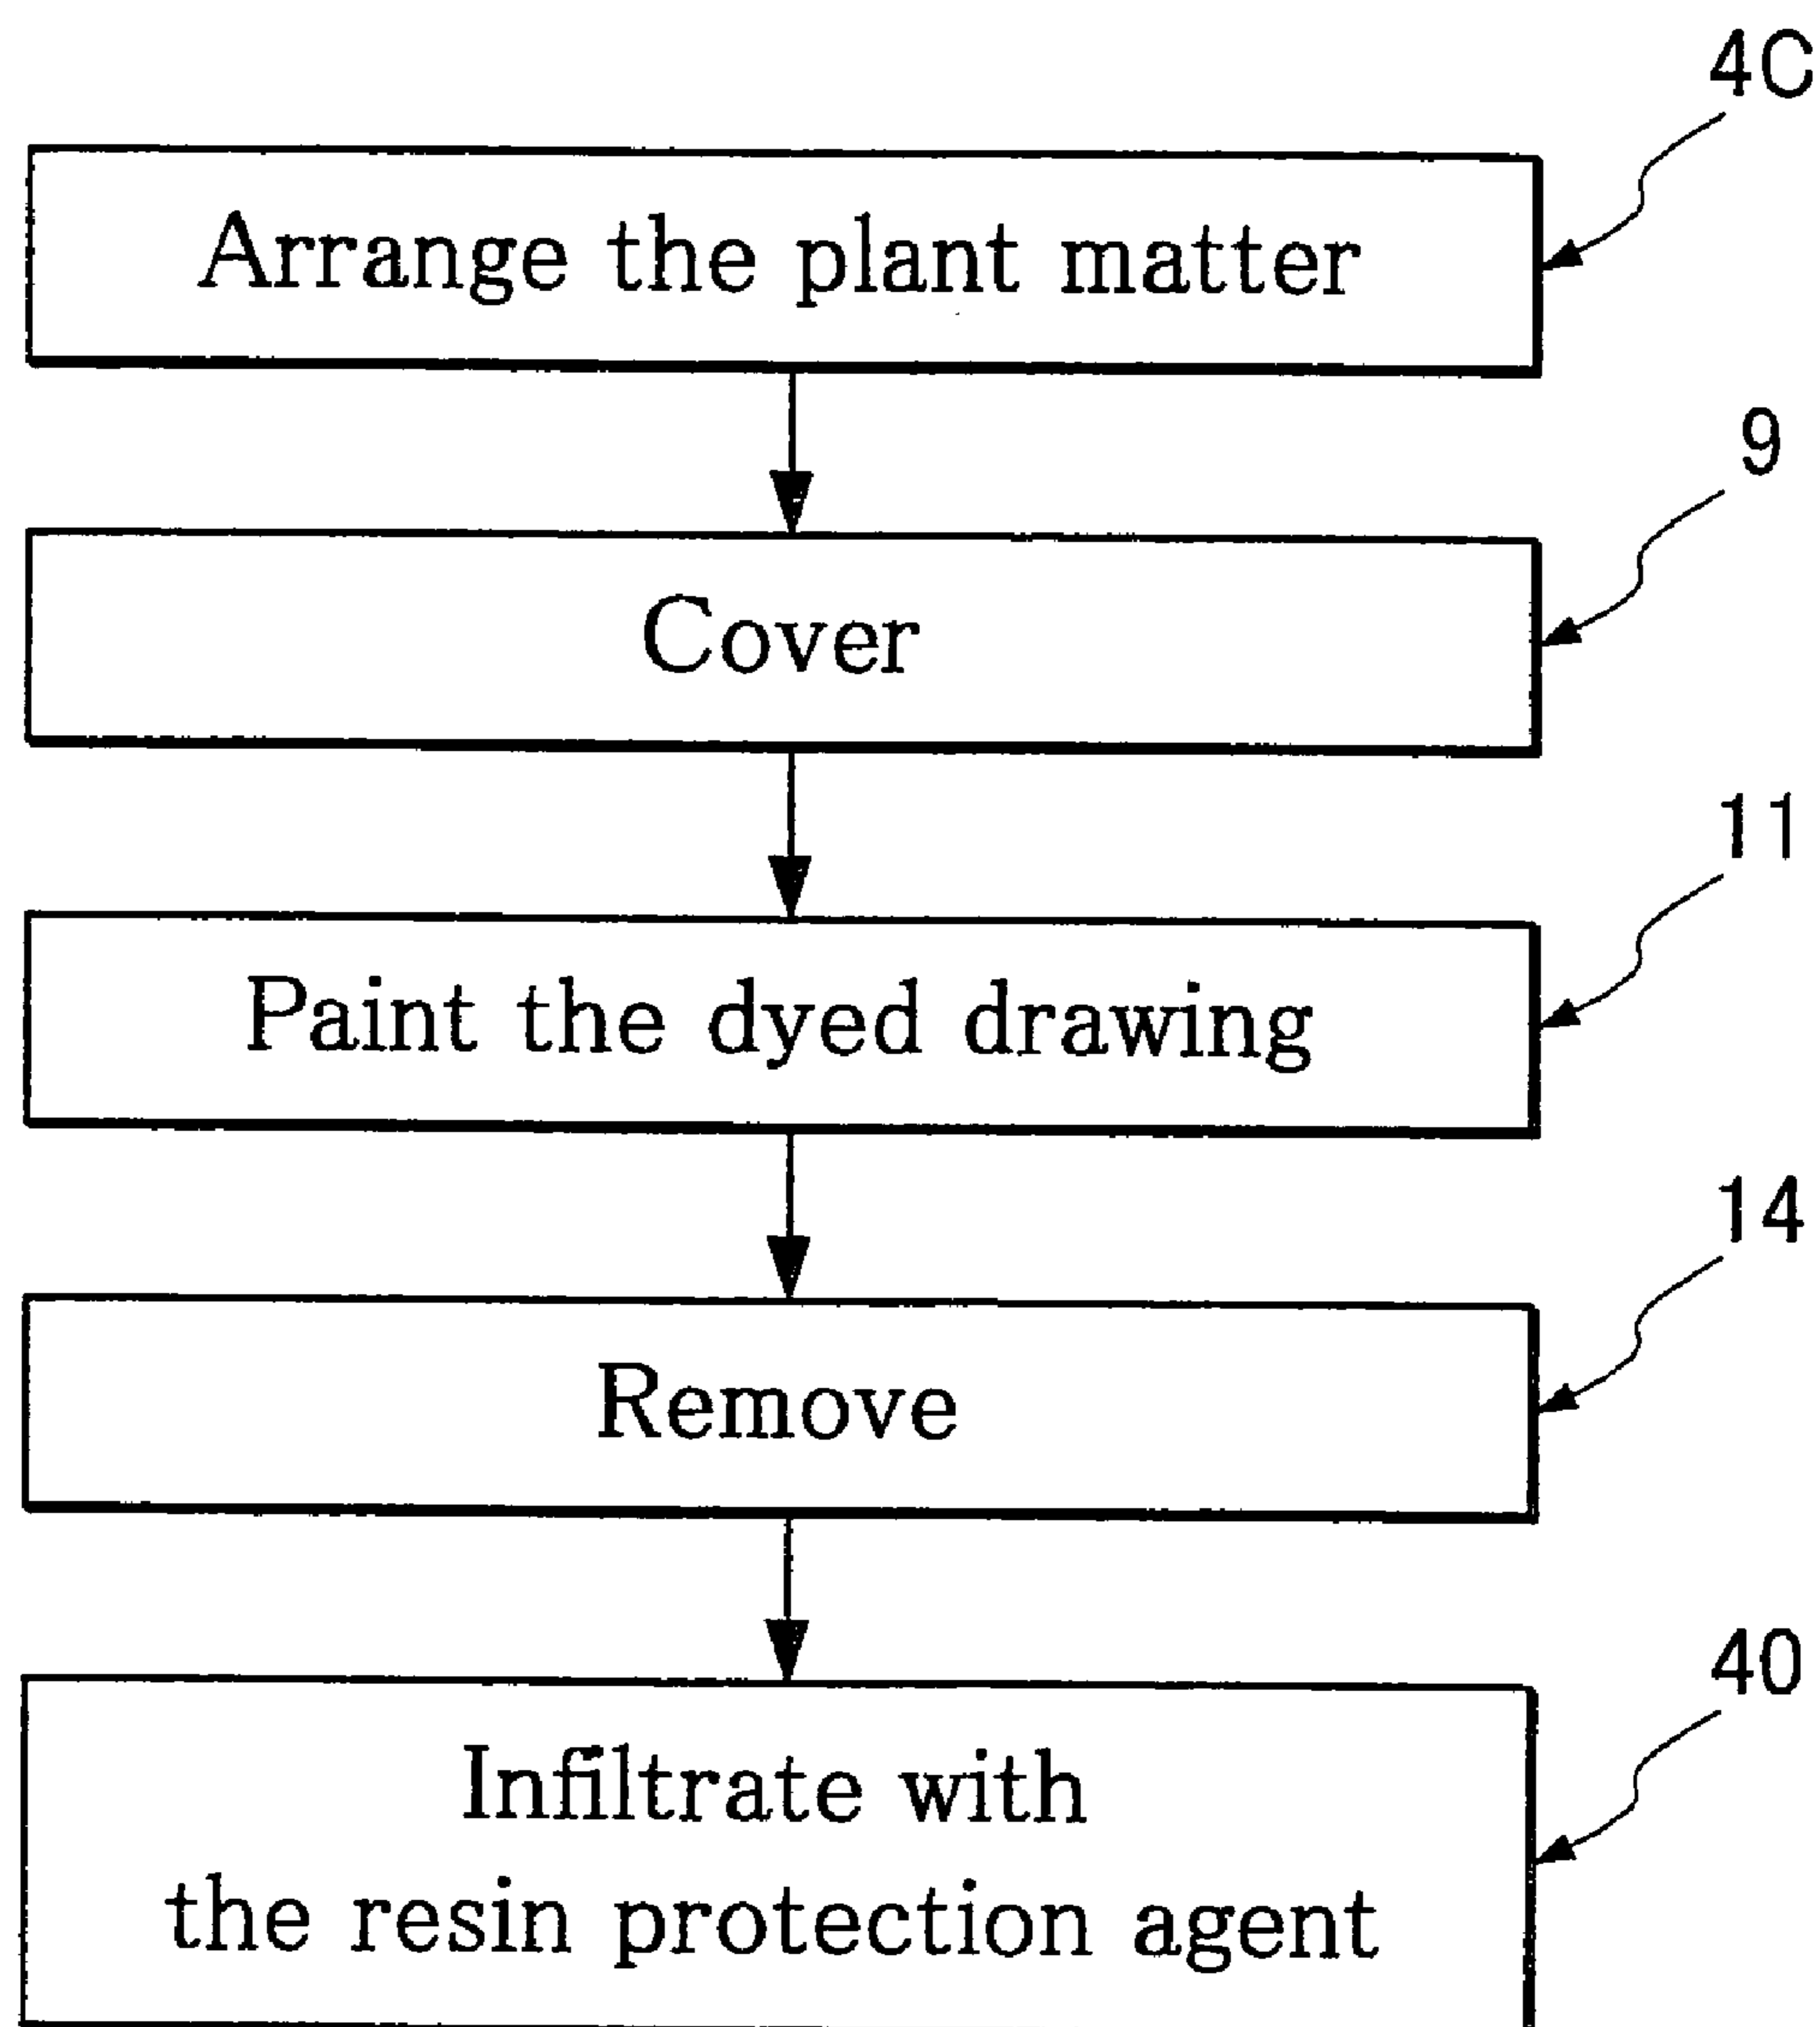 4C
Arrange the plant matter
9
Cover
11
Paint the dyed drawing
14
Remove
40
Infiltrate with
the resin protection agent